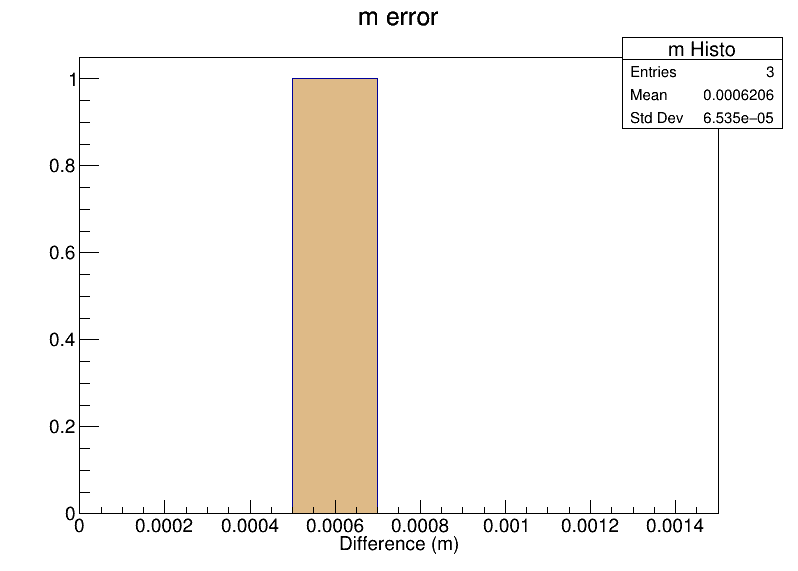 m error
m Histo
Entries 3
Mean 0.0006206
Std Dev 6.535e−05
1
0.8
0.6
0.4
0.2
0
0 0.0002 0.0004 0.0006 0.0008 0.001 0.0012 0.0014
Difference (m)